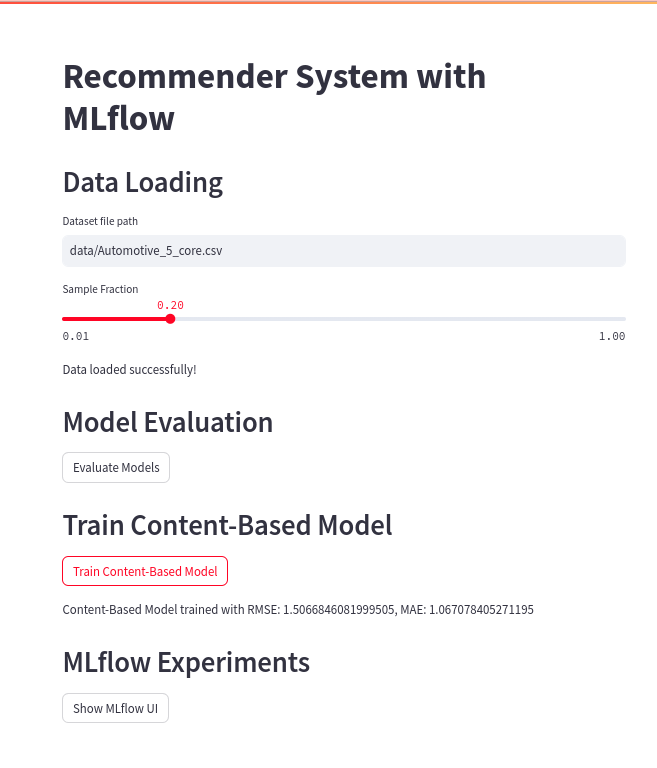 Recommender System with
MLflow
Data Loading
Dataset file path
data/Automotive_5_core.csv
Sample Fraction
0.20
0.01 1.00
Data loaded successfully!
Model Evaluation
Evaluate Models
Train Content-Based Model
Train Content-Based Model
Content-Based Model trained with RMSE: 1.5066846081999505, MAE: 1.067078405271195
MLflow Experiments
Show MLflow UI